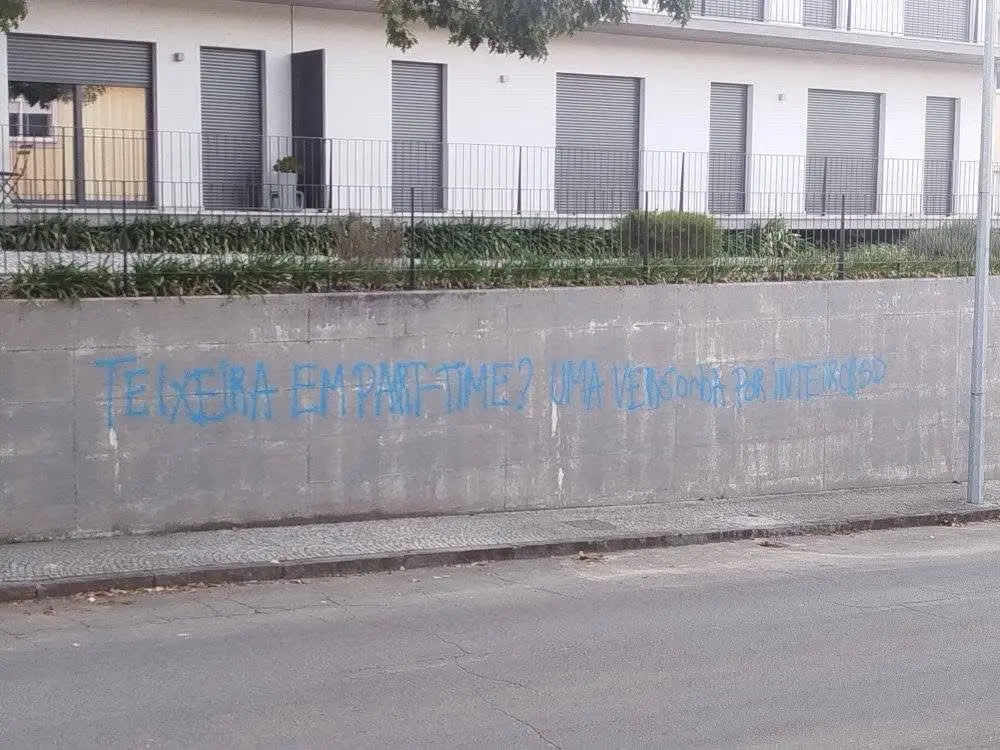 TEIXEIRA EM PART-TIME? UMA VERGONHA POR INTEIRO!